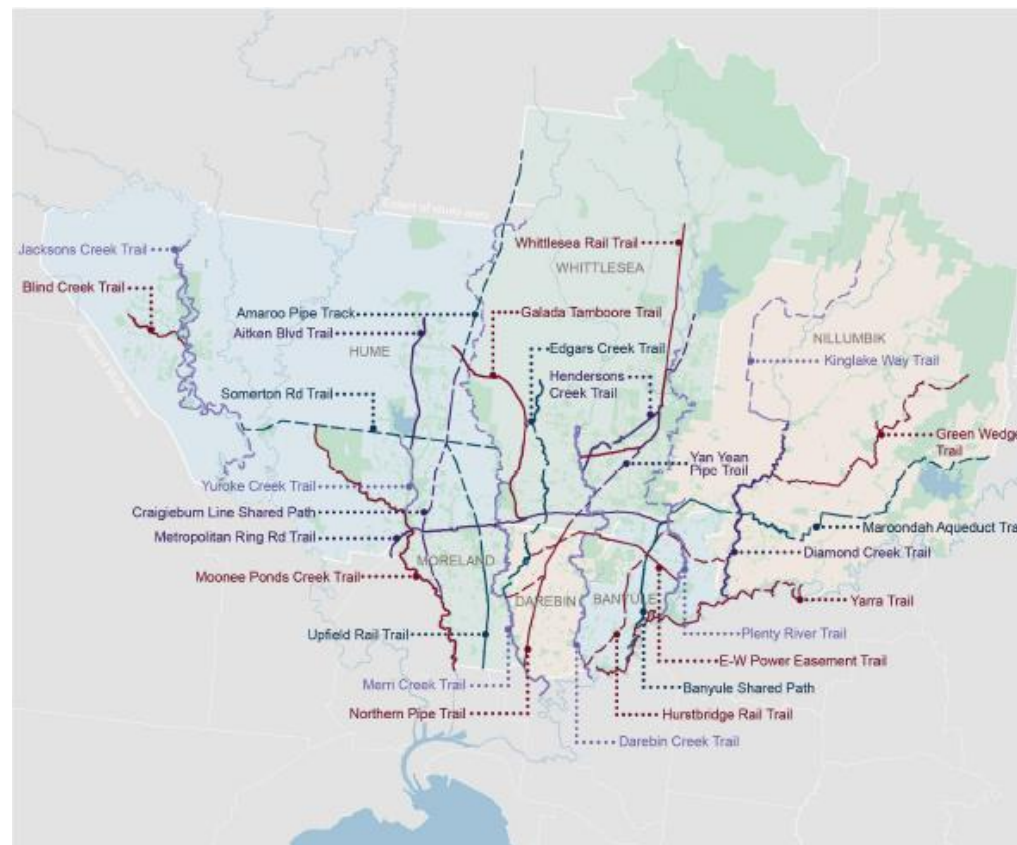 Extent of study area
Whittlesea Rail Trail
WHITTLESEA
Jacksons Creek Trail
Blind Creek Trail
Amaroo Pipe Track
Galada Tamboore Trail
Aitken Blvd Trail
NILLUMBIK
HUME
Edgars Creek Trail
Kinglake Way Trail
Hendersons
Creek Trail
Somerton Rd Trail
Green Wedge
Trail
Yan Yean
Pipe Trail
Yuroke Creek Trail
Craigieburn Line Shared Path
Maroondah Aqueduct Tra
Metropolitan Ring Rd Trail
Diamond Creek Trail
MORELAND
Moonee Ponds Creek Trail
DAREBIN
BANYULE
Yarra Trail
Upfield Rail Trail
Plenty River Trail
E-W Power Easement Trail
Merri Creek Trail
Banyule Shared Path
Northern Pipe Trail
Hurstbridge Rail Trail
Darebin Creek Trail